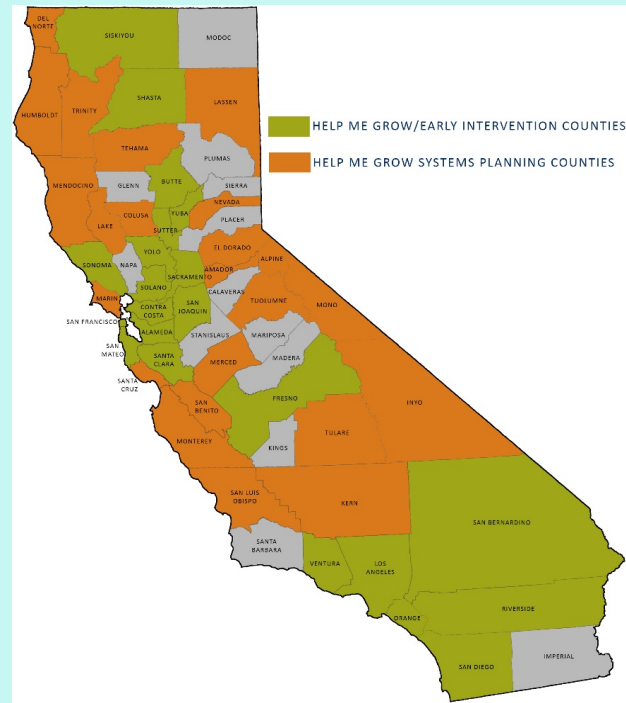 DEL
NORTE
SISKIYOU
MODOC
HUMBOLDT
TRINITY
SHASTA
LASSEN
HELP ME GROW/EARLY INTERVENTION COUNTIES
HELP ME GROW SYSTEMS PLANNING COUNTIES
TEHAMA
PLUMAS
MENDOCINO
GLENN
BUTTE
SIERRA
NEVADA
COLUSA
YUBA
PLACER
LAKE
SUTTER
YOLO
EL DORADO
ALPINE
SONOMA
NAPA
SACRAMENTO
AMADOR
SOLANO
CALAVERAS
MARIN
TUOLUMNE
MONO
CONTRA
COSTA
SAN
JOAQUIN
SAN FRANCISCO
ALAMEDA
STANISLAUS
MARIPOSA
SAN
MATEO
SANTA
CLARA
MERCED
MADERA
SANTA
CRUZ
FRESNO
SAN
BENITO
INYO
MONTEREY
TULARE
KINGS
SAN LUIS
OBISPO
KERN
SAN BERNARDINO
SANTA
BARBARA
VENTURA
LOS
ANGELES
ORANGE
RIVERSIDE
SAN DIEGO
IMPERIAL